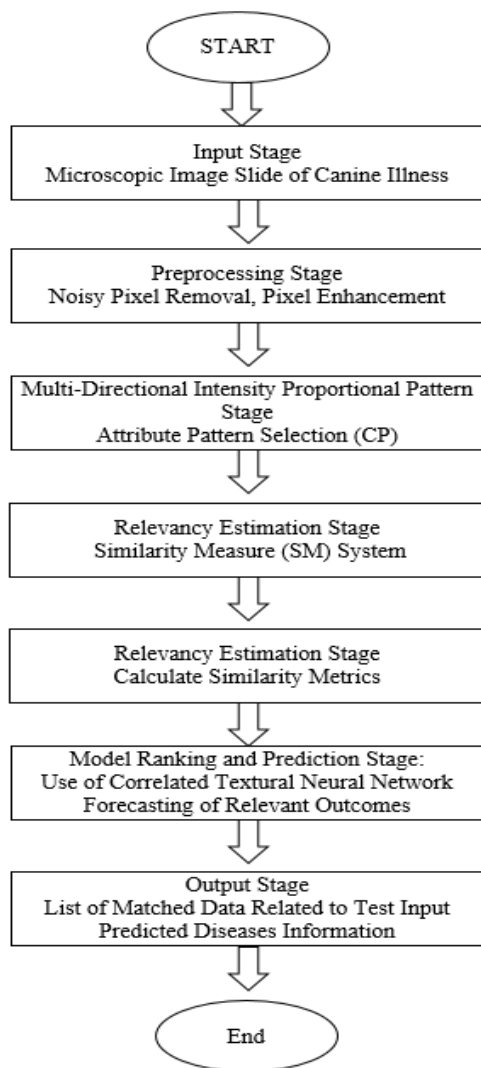 START
Input Stage
Microscopic Image Slide of Canine Illness
Preprocessing Stage
Noisy Pixel Removal, Pixel Enhancement
Multi-Directional Intensity Proportional Pattern
Stage
Attribute Pattern Selection (CP)
Relevancy Estimation Stage
Similarity Measure (SM) System
Relevancy Estimation Stage
Calculate Similarity Metrics
Model Ranking and Prediction Stage:
Use of Correlated Textural Neural Network
Forecasting of Relevant Outcomes
Output Stage
List of Matched Data Related to Test Input
Predicted Diseases Information
End